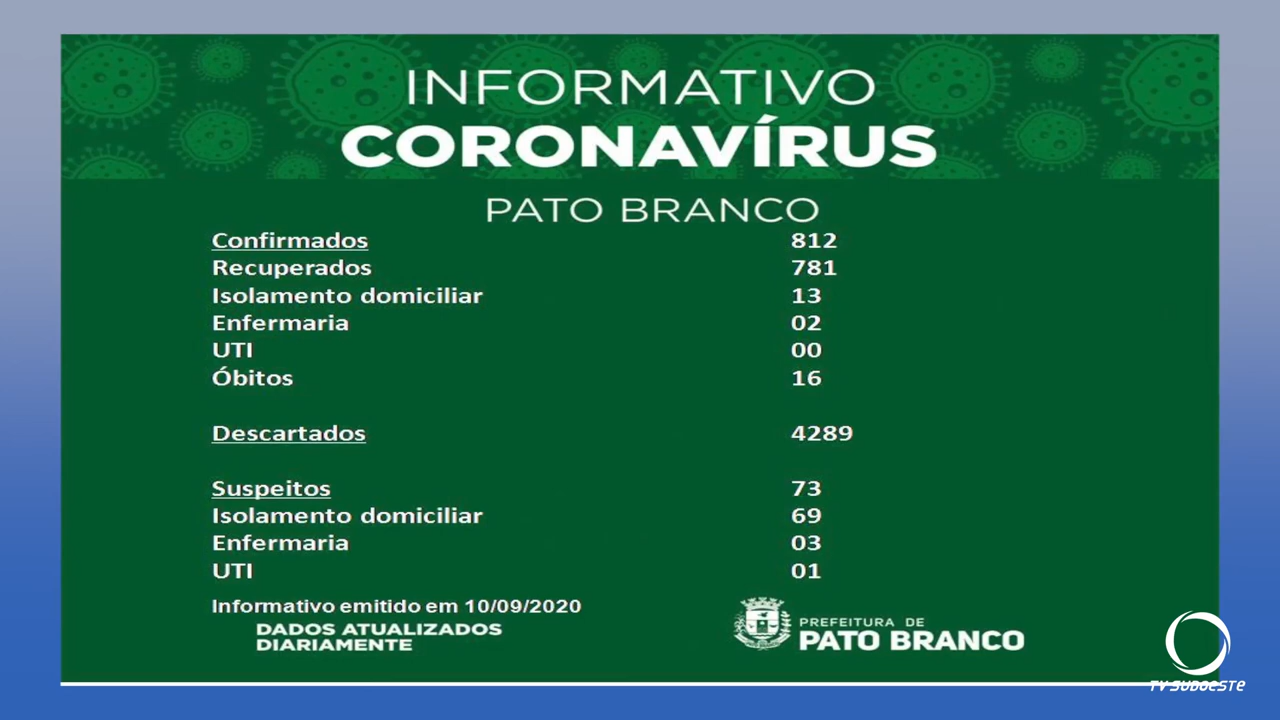 INFORMATIVO
CORONAVÍRUS
PATO BRANCO
Confirmados 812
Recuperados 781
Isolamento domiciliar 13
Enfermaria 02
UTI 00
Óbitos 16
Descartados 4289
Suspeitos 73
Isolamento domiciliar 69
Enfermaria 03
UTI 01
Informativo emitido em 10/09/2020
DADOS ATUALIZADOS
DIARIAMENTE
PREFEITURA DE
PATO BRANCO
TV SUDOESTE